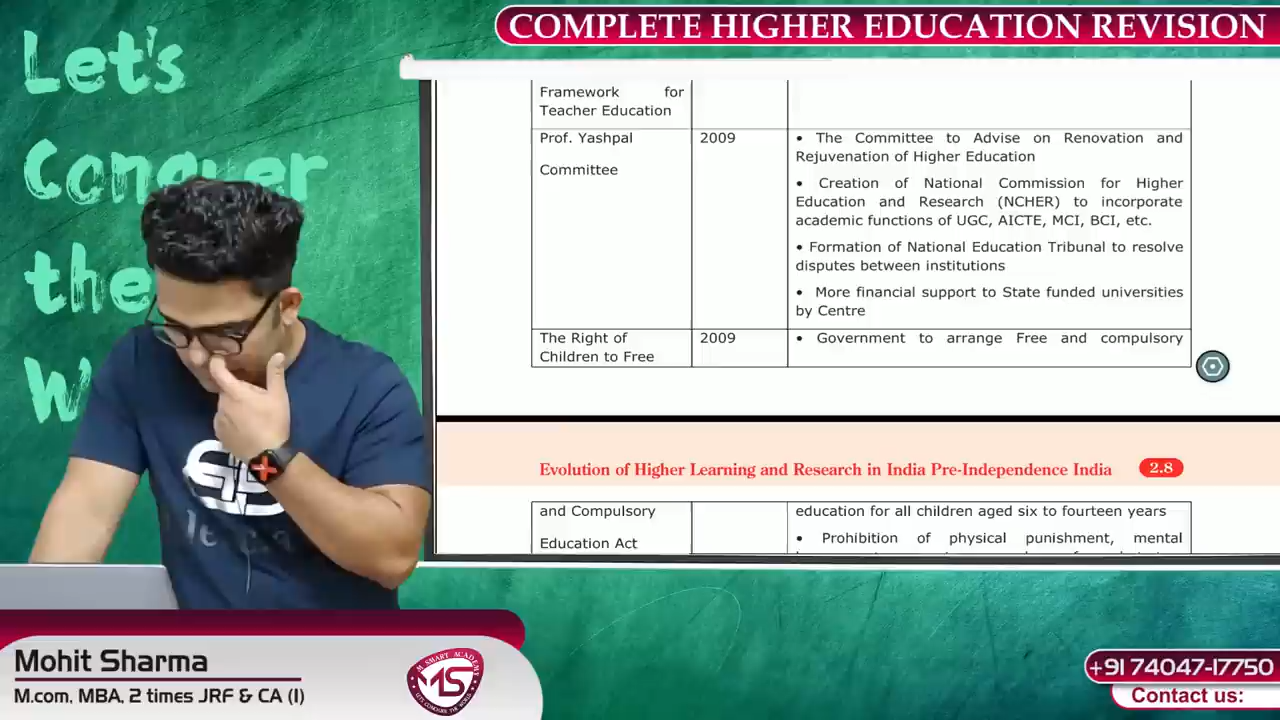 COMPLETE HIGHER EDUCATION REVISION
Let's
Conquer
the
W
Framework for
Teacher Education
Prof. Yashpal
Committee
2009
• The Committee to Advise on Renovation and
Rejuvenation of Higher Education
• Creation of National Commission for Higher
Education and Research (NCHER) to incorporate
academic functions of UGC, AICTE, MCI, BCI, etc.
• Formation of National Education Tribunal to resolve
disputes between institutions
• More financial support to State funded universities
by Centre
The Right of
Children to Free
2009
• Government to arrange Free and compulsory
Evolution of Higher Learning and Research in India Pre-Independence India
2.8
and Compulsory
Education Act
education for all children aged six to fourteen years
• Prohibition of physical punishment, mental
Mohit Sharma
M.com, MBA, 2 times JRF & CA (I)
M SMART ACADEMY
MS
+91 74047-17750
Contact us: